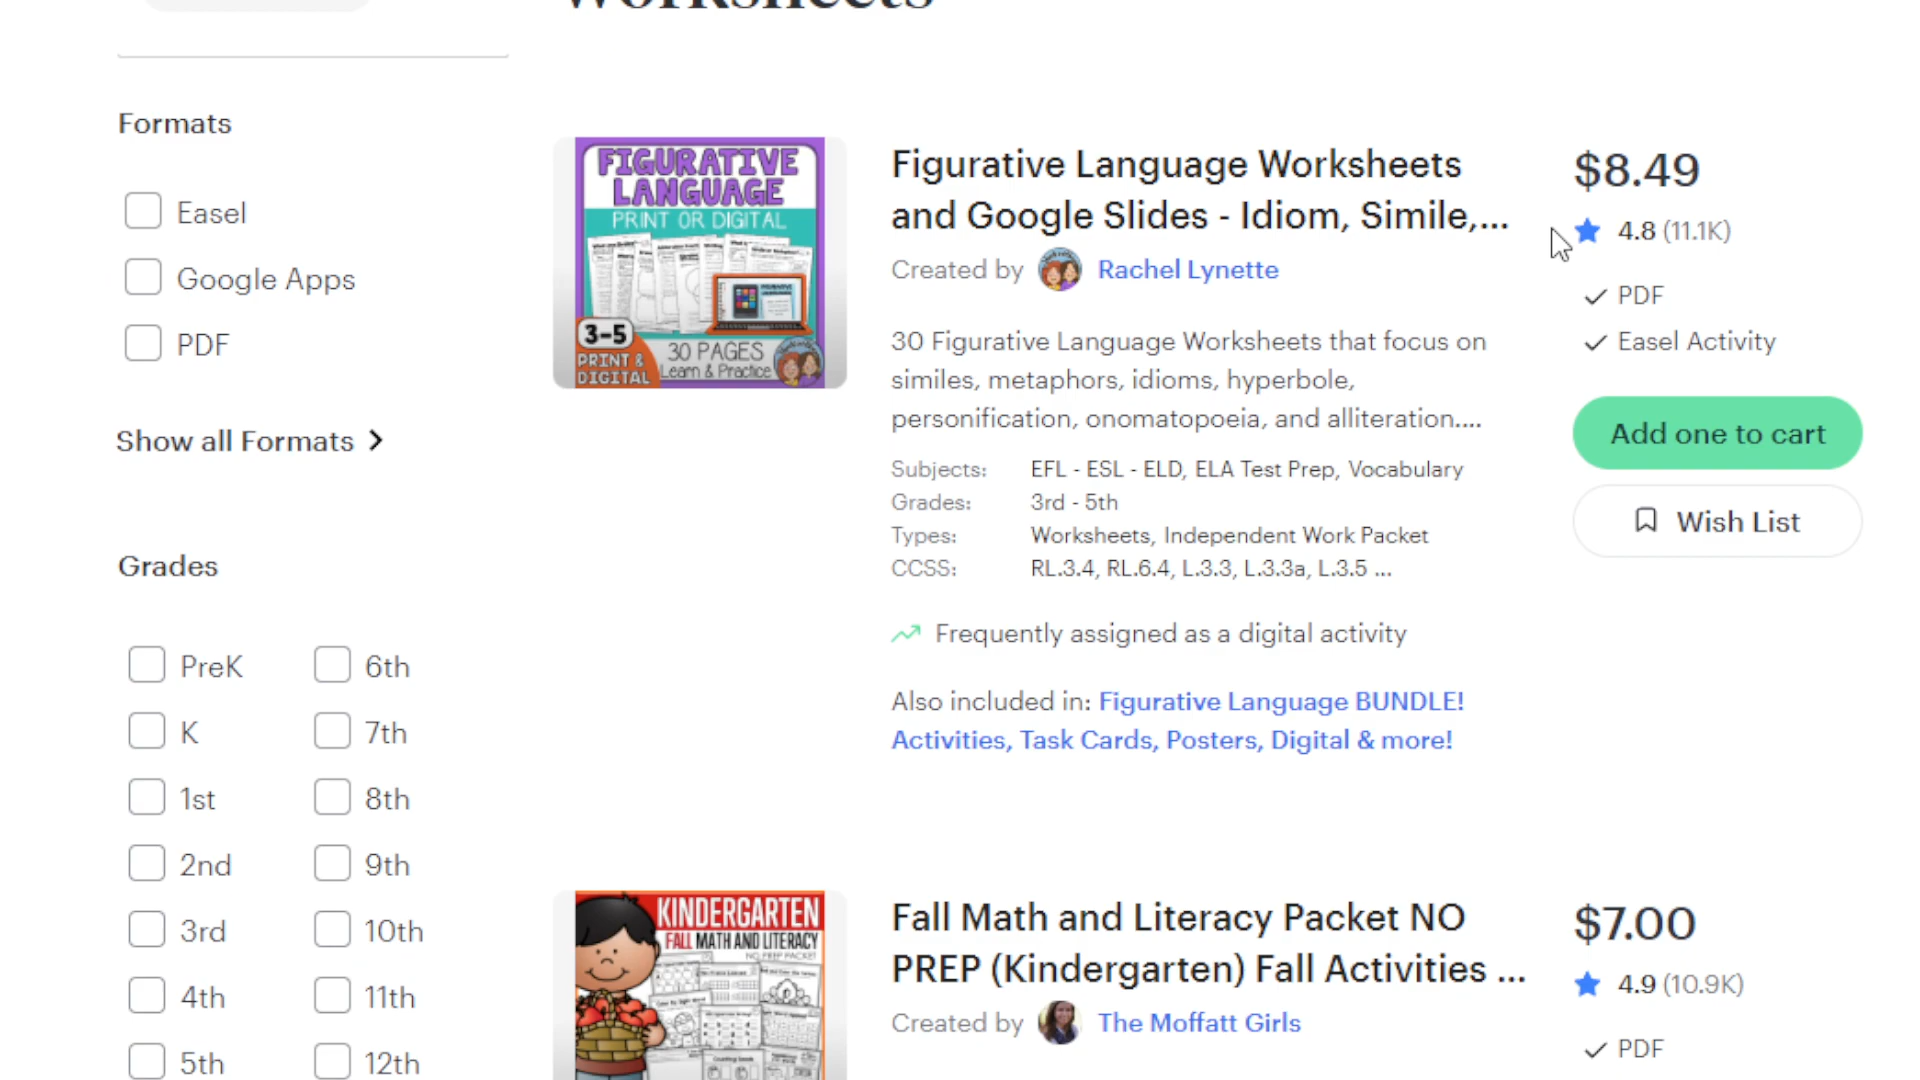 Worksheets
Formats
Easel
Google Apps
PDF
Show all Formats
Grades
PreK
6th
K
7th
1st
8th
2nd
9th
3rd
10th
4th
11th
5th
12th
FIGURATIVE
LANGUAGE
PRINT OR DIGITAL
3-5
PRINT &
DIGITAL
30 PAGES
Learn & Practice
Figurative Language Worksheets
and Google Slides - Idiom, Simile,...
Created by Rachel Lynette
30 Figurative Language Worksheets that focus on
similes, metaphors, idioms, hyperbole,
personification, onomatopoeia, and alliteration....
Subjects: EFL - ESL - ELD, ELA Test Prep, Vocabulary
Grades: 3rd - 5th
Types: Worksheets, Independent Work Packet
CCSS: RL.3.4, RL.6.4, L.3.3, L.3.3a, L.3.5 ...
Frequently assigned as a digital activity
Also included in: Figurative Language BUNDLE!
Activities, Task Cards, Posters, Digital & more!
$8.49
4.8 (11.1K)
PDF
Easel Activity
Add one to cart
Wish List
KINDERGARTEN
FALL MATH AND LITERACY
NO PREP PACKET
Fall Math and Literacy Packet NO
PREP (Kindergarten) Fall Activities ...
Created by The Moffatt Girls
$7.00
4.9 (10.9K)
PDF